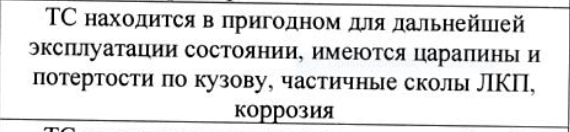 ТС находится в пригодном для дальнейшей
эксплуатации состоянии, имеются царапины и
потертости по кузову, частичные сколы ЛКП,
коррозия